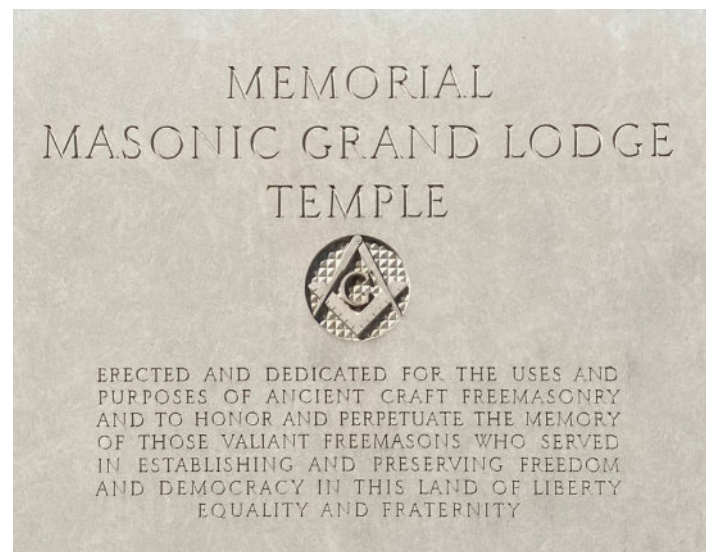 MEMORIAL
MASONIC GRAND LODGE
TEMPLE
G
ERECTED AND DEDICATED FOR THE USES AND
PURPOSES OF ANCIENT CRAFT FREEMASONRY
AND TO HONOR AND PERPETUATE THE MEMORY
OF THOSE VALIANT FREEMASONS WHO SERVED
IN ESTABLISHING AND PRESERVING FREEDOM
AND DEMOCRACY IN THIS LAND OF LIBERTY
EQUALITY AND FRATERNITY